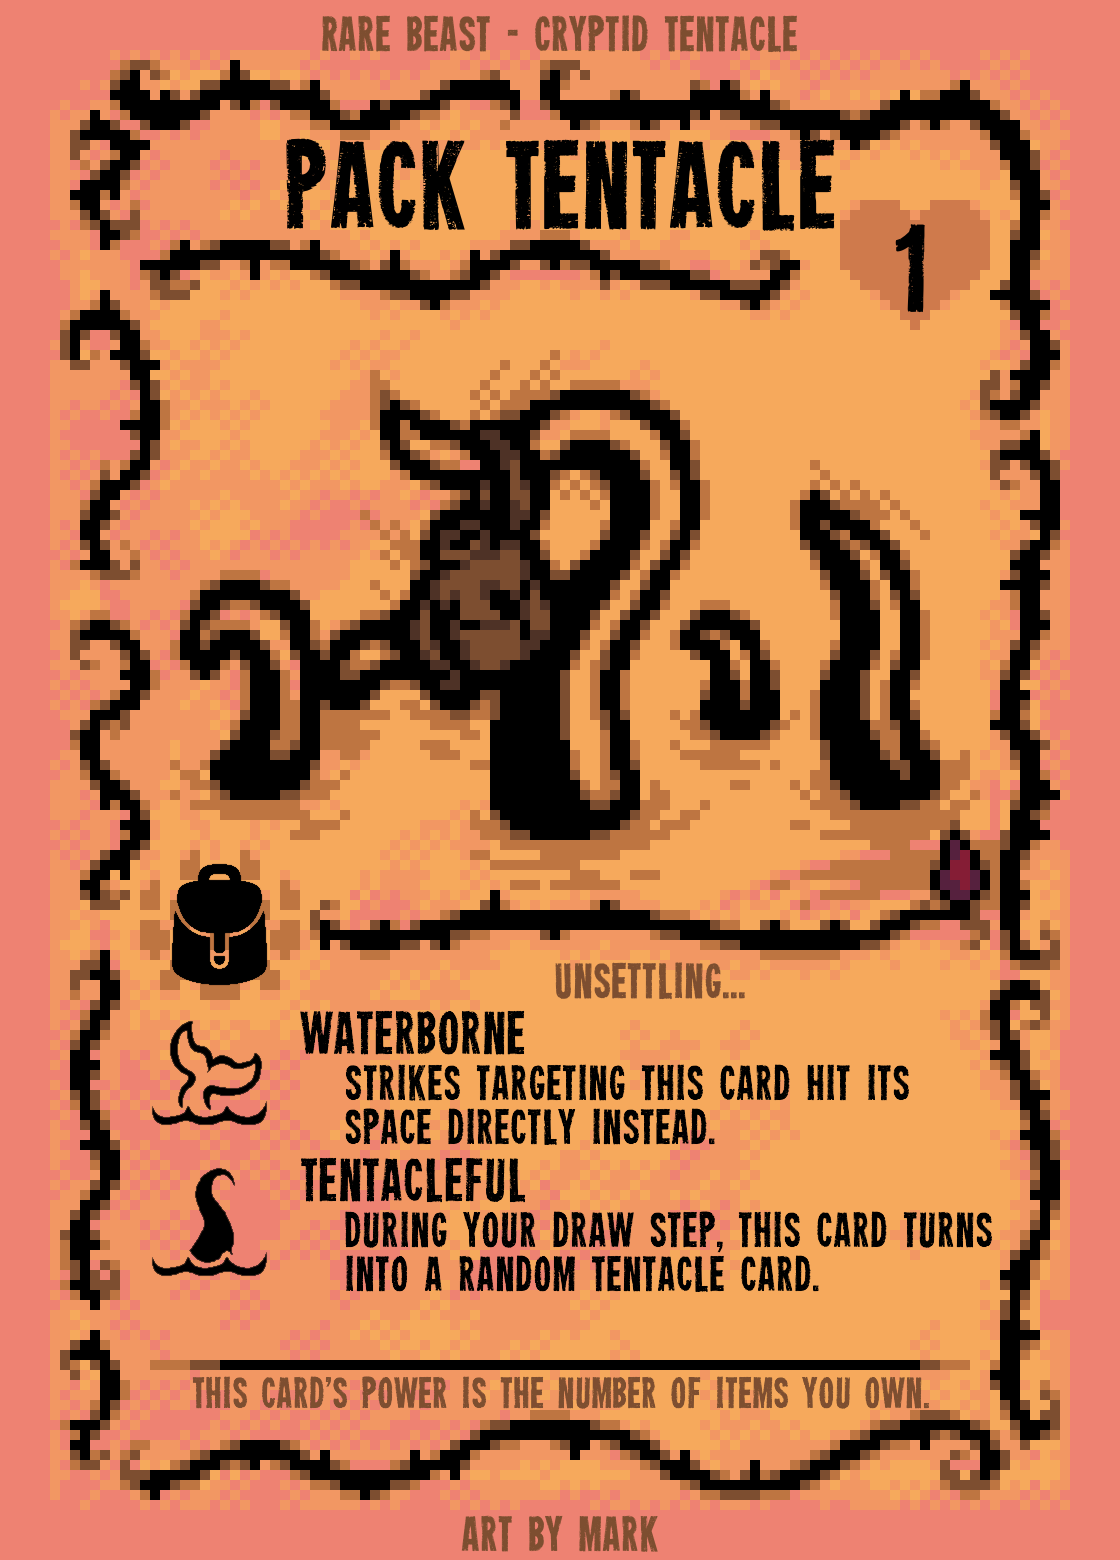 RARE BEAST - CRYPTID TENTACLE
PACK TENTACLE
1
UNSETTLING...
WATERBORNE
STRIKES TARGETING THIS CARD HIT ITS
SPACE DIRECTLY INSTEAD.
TENTACLEFUL
DURING YOUR DRAW STEP, THIS CARD TURNS
INTO A RANDOM TENTACLE CARD.
THIS CARD'S POWER IS THE NUMBER OF ITEMS YOU OWN.
ART BY MARK